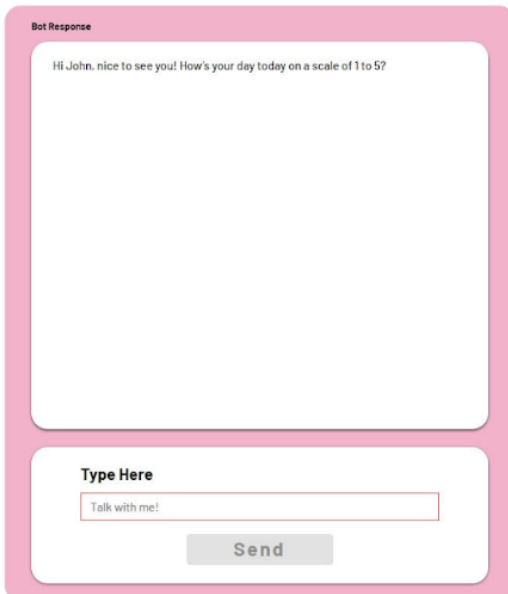 Bot Response
Hi John, nice to see you! How's your day today on a scale of 1 to 5?
Type Here
Talk with me!
Send